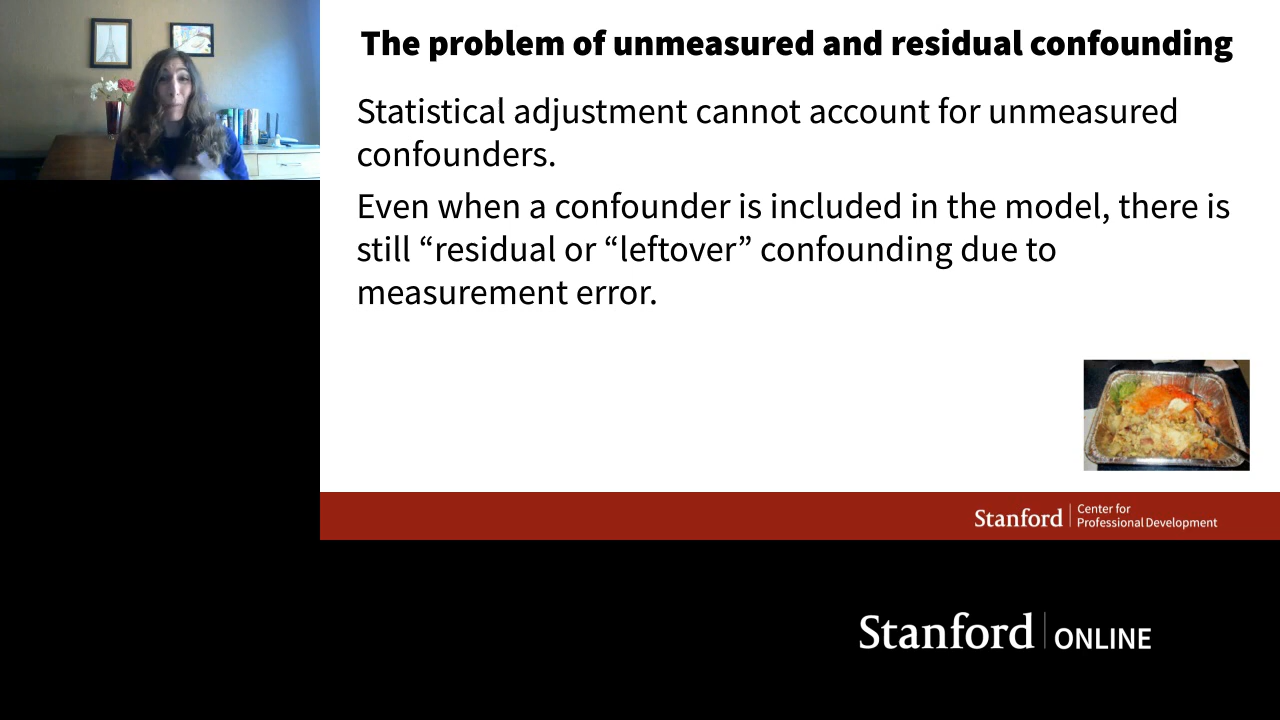 The problem of unmeasured and residual confounding
Statistical adjustment cannot account for unmeasured
confounders.
Even when a confounder is included in the model, there is
still “residual or “leftover” confounding due to
measurement error.
Stanford
Center for
Professional Development
Stanford ONLINE